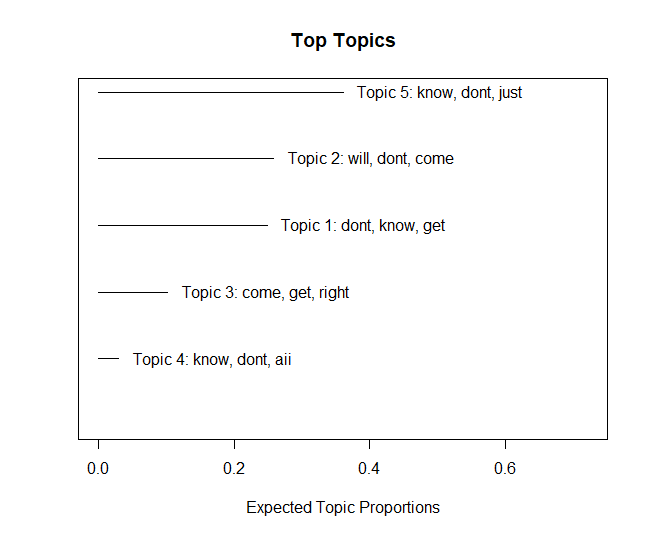 Top Topics
Topic 5: know, dont, just
Topic 2: will, dont, come
Topic 1: dont, know, get
Topic 3: come, get, right
Topic 4: know, dont, aii
0.0 0.2 0.4 0.6
Expected Topic Proportions